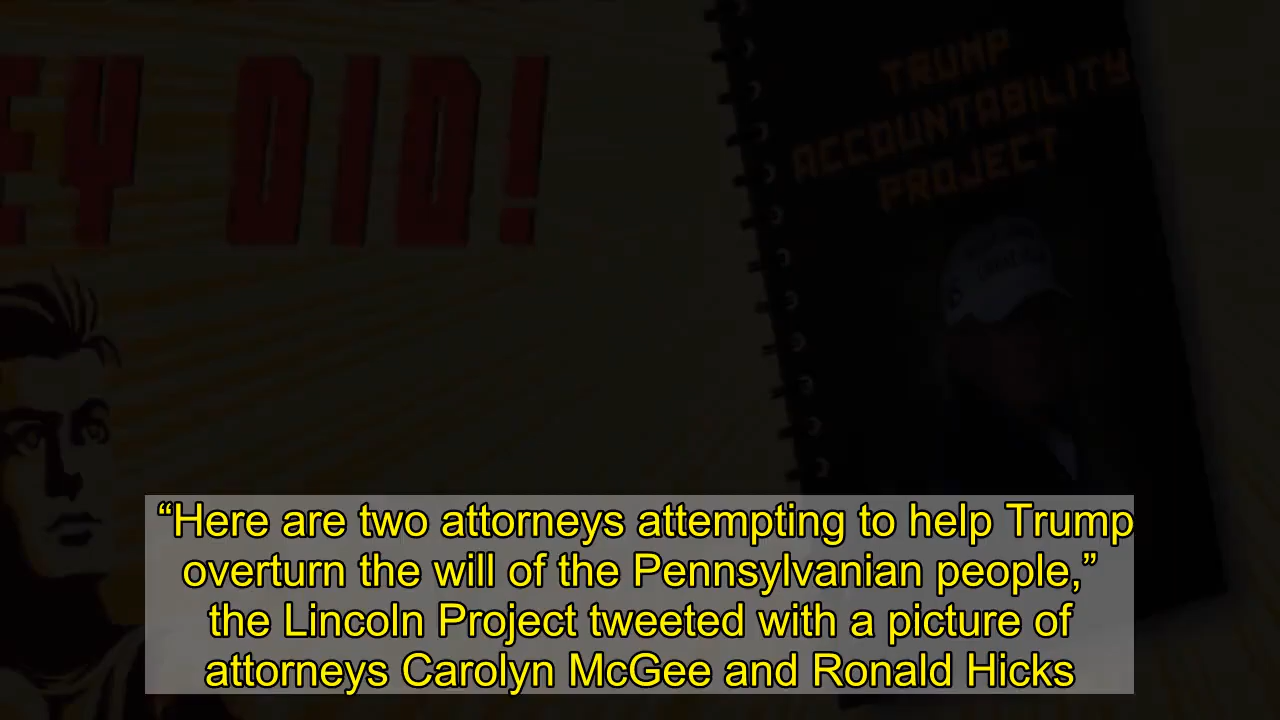 EY DID!
TRUMP
ACCOUNTABILITY
PROJECT
“Here are two attorneys attempting to help Trump
overturn the will of the Pennsylvanian people,”
the Lincoln Project tweeted with a picture of
attorneys Carolyn McGee and Ronald Hicks